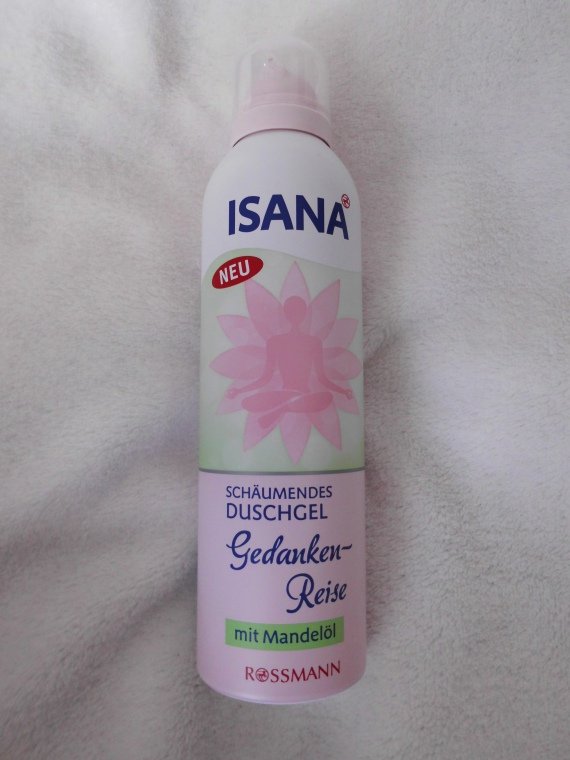 ISANA
NEU
SCHÄUMENDES
DUSCHGEL
Gedanken-
Reise
mit Mandelöl
ROSSMANN